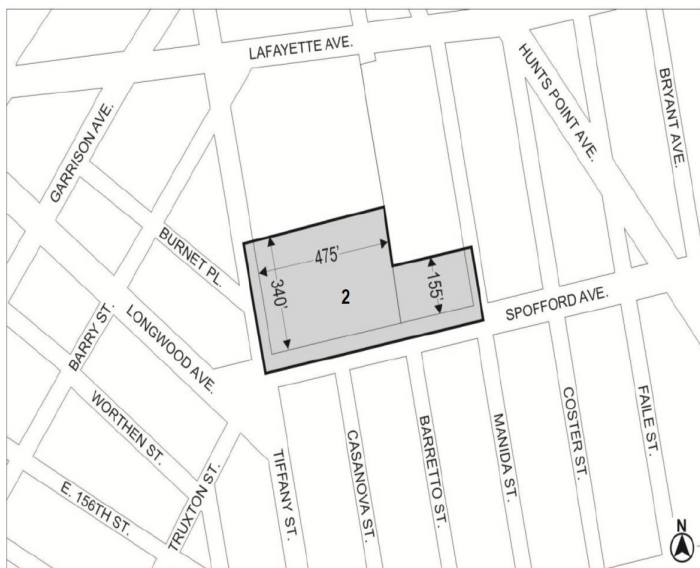 LAFAYETTE AVE.
HUNTS POINT AVE.
BRYANT AVE.
GARRISON AVE.
BURNET PL.
475'
340'
2
155'
SPOFFORD AVE.
BARRY ST.
LONGWOOD AVE.
WORTHEN ST.
E. 156TH ST.
TRUXTON ST.
TIFFANY ST.
CASANOVA ST.
BARRETTO ST.
MANIDA ST.
COSTER ST.
FAILE ST.
N